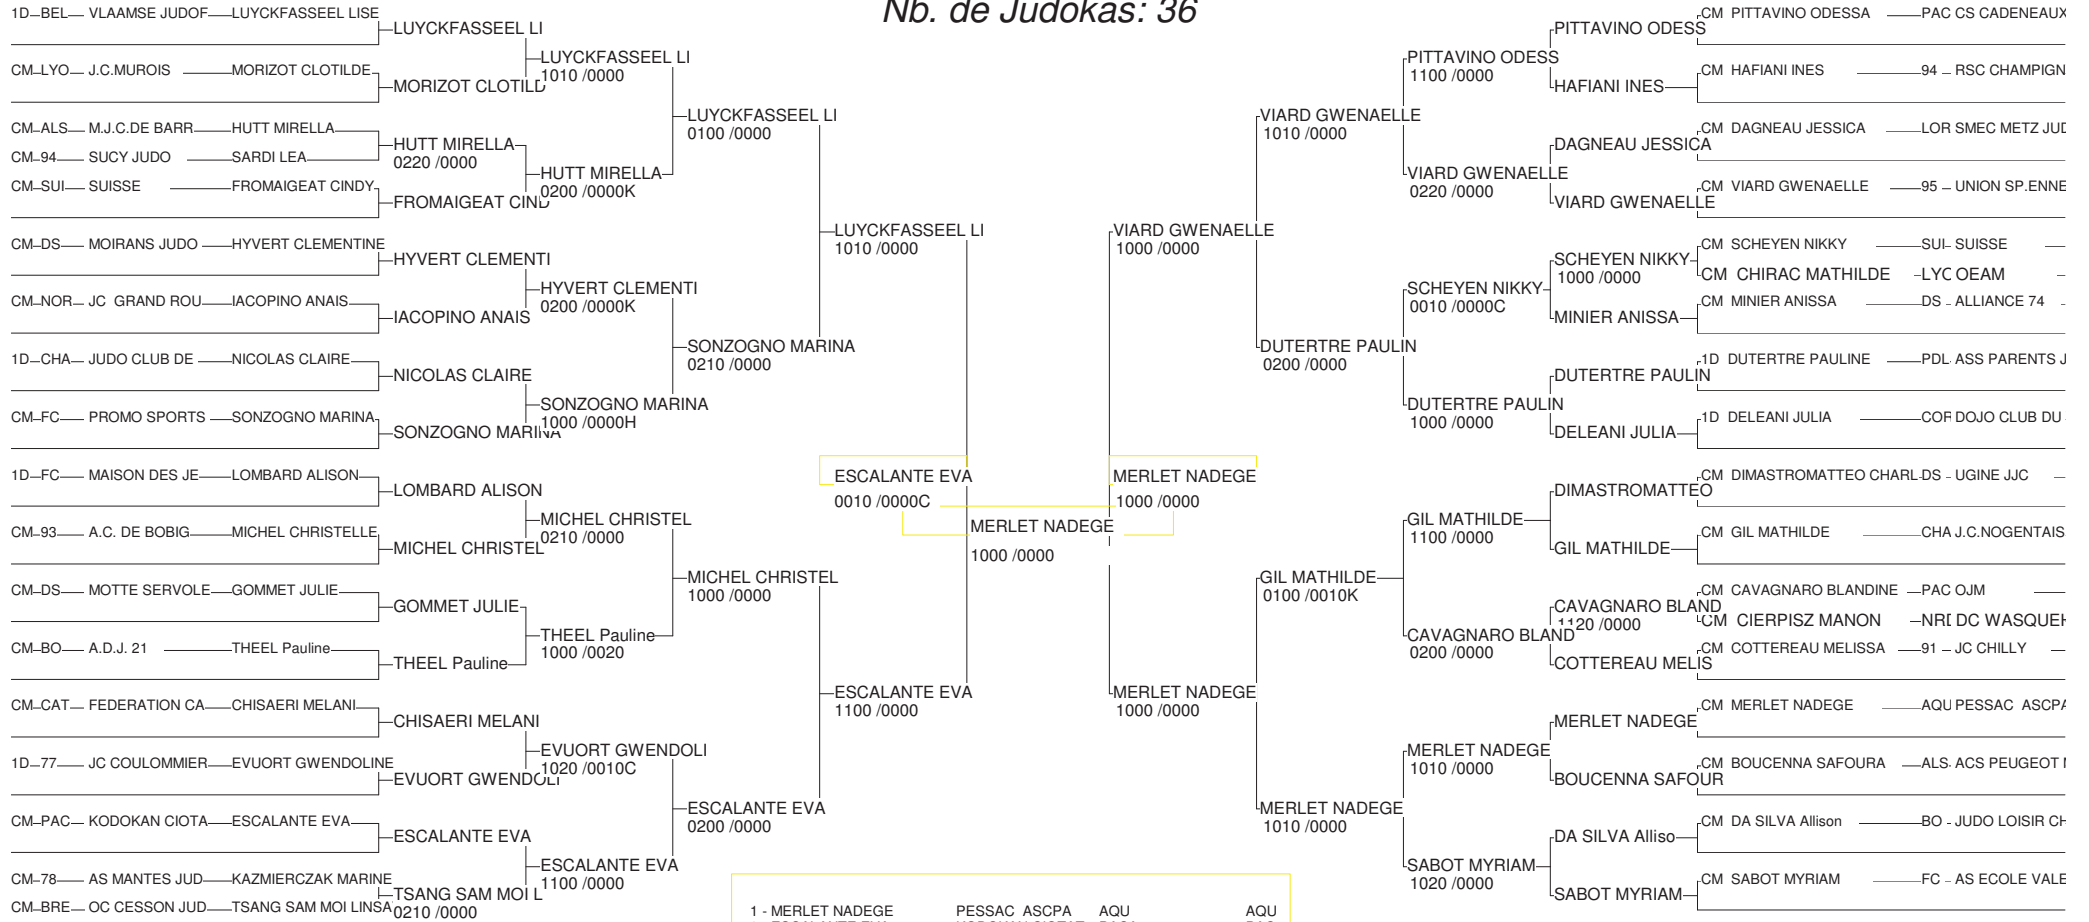 Nb. de Judokas: 36
1D BEL VLAAMSE JUDOF LUYCKFASSEEL LISE
CM LYO J.C.MUROIS MORIZOT CLOTILDE
CM ALS M.J.C.DE BARR HUTT MIRELLA
CM 94 SUCY JUDO SARDI LEA
CM SUI SUISSE FROMAIGEAT CINDY
CM DS MOIRANS JUDO HYVERT CLEMENTINE
CM NOR JC GRAND ROU IACOPINO ANAIS
1D CHA JUDO CLUB DE NICOLAS CLAIRE
CM FC PROMO SPORTS SONZOGNO MARINA
1D FC MAISON DES JE LOMBARD ALISON
CM 93 A.C. DE BOBIG MICHEL CHRISTELLE
CM DS MOTTE SERVOLE GOMMET JULIE
CM BO A.D.J. 21 THEEL Pauline
CM CAT FEDERATION CA CHISAERI MELANI
1D 77 JC COULOMMIER EVUORT GWENDOLINE
CM PAC KODOKAN CIOTA ESCALANTE EVA
CM 78 AS MANTES JUD KAZMIERCZAK MARINE
CM BRE OC CESSON JUD TSANG SAM MOI LINSA
LUYCKFASSEEL LI
MORIZOT CLOTILD
HUTT MIRELLA
0220 /0000
FROMAIGEAT CIND
HYVERT CLEMENTI
IACOPINO ANAIS
NICOLAS CLAIRE
SONZOGNO MARINA
LOMBARD ALISON
MICHEL CHRISTEL
GOMMET JULIE
THEEL Pauline
CHISAERI MELANI
EVUORT GWENDOLI
ESCALANTE EVA
TSANG SAM MOI L
0210 /0000
LUYCKFASSEEL LI
1010 /0000
HUTT MIRELLA
0200 /0000K
HYVERT CLEMENTI
0200 /0000K
SONZOGNO MARINA
1000 /0000H
MICHEL CHRISTEL
0210 /0000
THEEL Pauline
1000 /0020
EVUORT GWENDOLI
1020 /0010C
ESCALANTE EVA
1100 /0000
LUYCKFASSEEL LI
0100 /0000
SONZOGNO MARINA
0210 /0000
MICHEL CHRISTEL
1000 /0000
ESCALANTE EVA
0200 /0000
LUYCKFASSEEL LI
1010 /0000
ESCALANTE EVA
1100 /0000
ESCALANTE EVA
0010 /0000C
MERLET NADEGE
1000 /0000
MERLET NADEGE
1000 /0000
VIARD GWENAELLE
1000 /0000
MERLET NADEGE
1000 /0000
VIARD GWENAELLE
1010 /0000
DUTERTRE PAULIN
0200 /0000
GIL MATHILDE
0100 /0010K
MERLET NADEGE
1010 /0000
PITTAVINO ODESS
1100 /0000
VIARD GWENAELLE
0220 /0000
SCHEYEN NIKKY
0010 /0000C
DUTERTRE PAULIN
1000 /0000
GIL MATHILDE
1100 /0000
CAVAGNARO BLAND
0200 /0000
MERLET NADEGE
1010 /0000
SABOT MYRIAM
1020 /0000
PITTAVINO ODESS
HAFIANI INES
DAGNEAU JESSICA
VIARD GWENAELLE
SCHEYEN NIKKY
1000 /0000
MINIER ANISSA
DUTERTRE PAULIN
DELEANI JULIA
DIMASTROMATTEO
GIL MATHILDE
CAVAGNARO BLAND
1120 /0000
COTTEREAU MELIS
MERLET NADEGE
BOUCENNA SAFOUR
DA SILVA Alliso
SABOT MYRIAM
CM PITTAVINO ODESSA PAC CS CADENEAUX
CM HAFIANI INES 94 RSC CHAMPIGN
CM DAGNEAU JESSICA LOR SMEC METZ JUD
CM VIARD GWENAELLE 95 UNION SP.ENNE
CM SCHEYEN NIKKY SUI SUISSE
CM CHIRAC MATHILDE LYO OEAM
CM MINIER ANISSA DS ALLIANCE 74
1D DUTERTRE PAULINE PDL ASS PARENTS J
1D DELEANI JULIA COR DOJO CLUB DU
CM DIMASTROMATTEO CHARL DS UGINE JJC
CM GIL MATHILDE CHA J.C.NOGENTAIS
CM CAVAGNARO BLANDINE PAC OJM
CM CIERPISZ MANON NRD DC WASQUEH
CM COTTEREAU MELISSA 91 JC CHILLY
CM MERLET NADEGE AQU PESSAC ASCPA
CM BOUCENNA SAFOURA ALS ACS PEUGEOT
CM DA SILVA Allison BO JUDO LOISIR CH
CM SABOT MYRIAM FC AS ECOLE VALE
1 - MERLET NADEGE PESSAC ASCPA AQU AQU